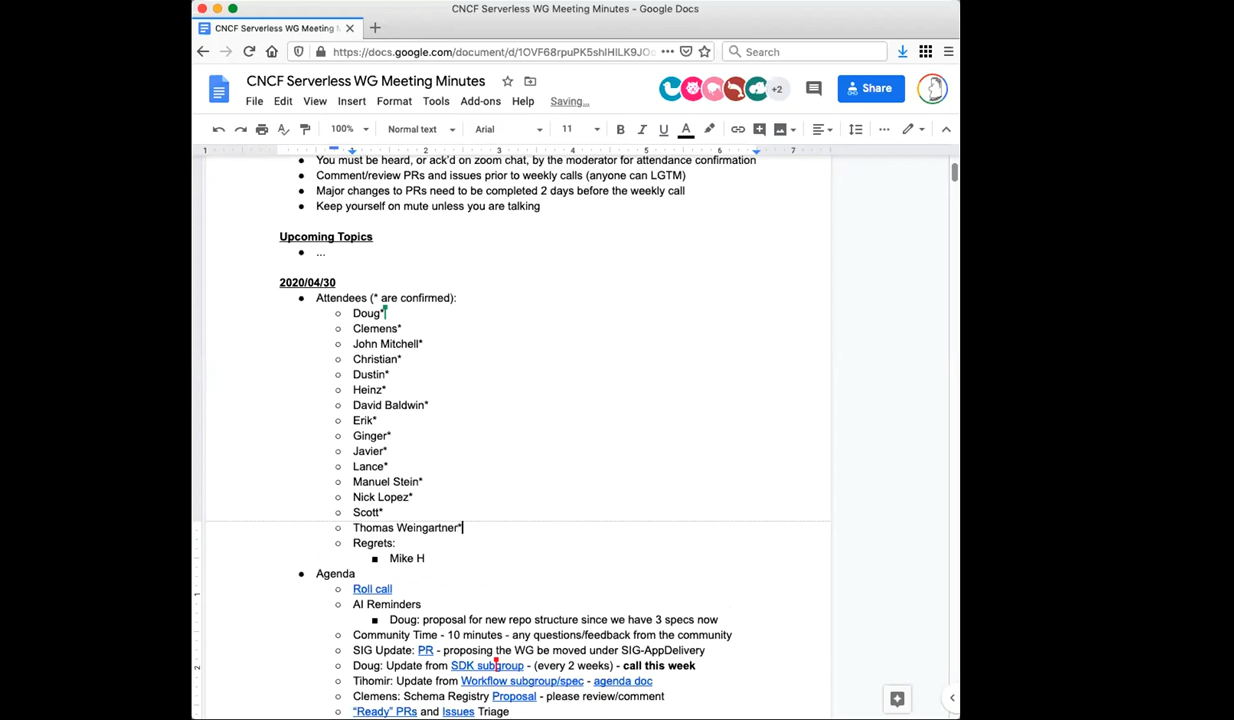 CNCF Serverless WG Meeting Minutes - Google Docs
CNCF Serverless WG Meeting M
https://docs.google.com/document/d/1OVF68rpuPK5shIHILK9JO
Search
CNCF Serverless WG Meeting Minutes
+2
Share
File Edit View Insert Format Tools Add-ons Help Saving...
100% Normal text Arial 11 B I U A
1 1 2 3 4 5 6 7
You must be heard, or ack'd on zoom chat, by the moderator for attendance confirmation
Comment/review PRs and issues prior to weekly calls (anyone can LGTM)
Major changes to PRs need to be completed 2 days before the weekly call
Keep yourself on mute unless you are talking
Upcoming Topics
...
2020/04/30
Attendees (* are confirmed):
Doug*
Clemens*
John Mitchell*
Christian*
Dustin*
Heinz*
David Baldwin*
Erik*
Ginger*
Javier*
Lance*
Manuel Stein*
Nick Lopez*
Scott*
Thomas Weingartner*
Regrets:
Mike H
Agenda
Roll call
AI Reminders
Doug: proposal for new repo structure since we have 3 specs now
Community Time - 10 minutes - any questions/feedback from the community
SIG Update: PR - proposing the WG be moved under SIG-AppDelivery
Doug: Update from SDK subgroup - (every 2 weeks) - call this week
Tihomir: Update from Workflow subgroup/spec - agenda doc
Clemens: Schema Registry Proposal - please review/comment
"Ready" PRs and Issues Triage